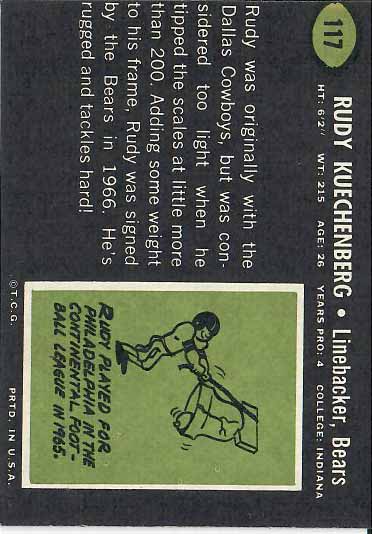 117
RUDY KUECHENBERG • Linebacker, Bears
HT: 6'2" WT: 215 AGE: 26 YEARS PRO: 4 COLLEGE: INDIANA
Rudy was originally with the
Dallas Cowboys, but was con-
sidered too light when he
tipped the scales at little more
than 200. Adding some weight
to his frame, Rudy was signed
by the Bears in 1966. He's
rugged and tackles hard!
RUDY PLAYED FOR
PHILADELPHIA IN THE
CONTINENTAL FOOT-
BALL LEAGUE IN 1965.
© T.C.G. PRTD. IN U.S.A.